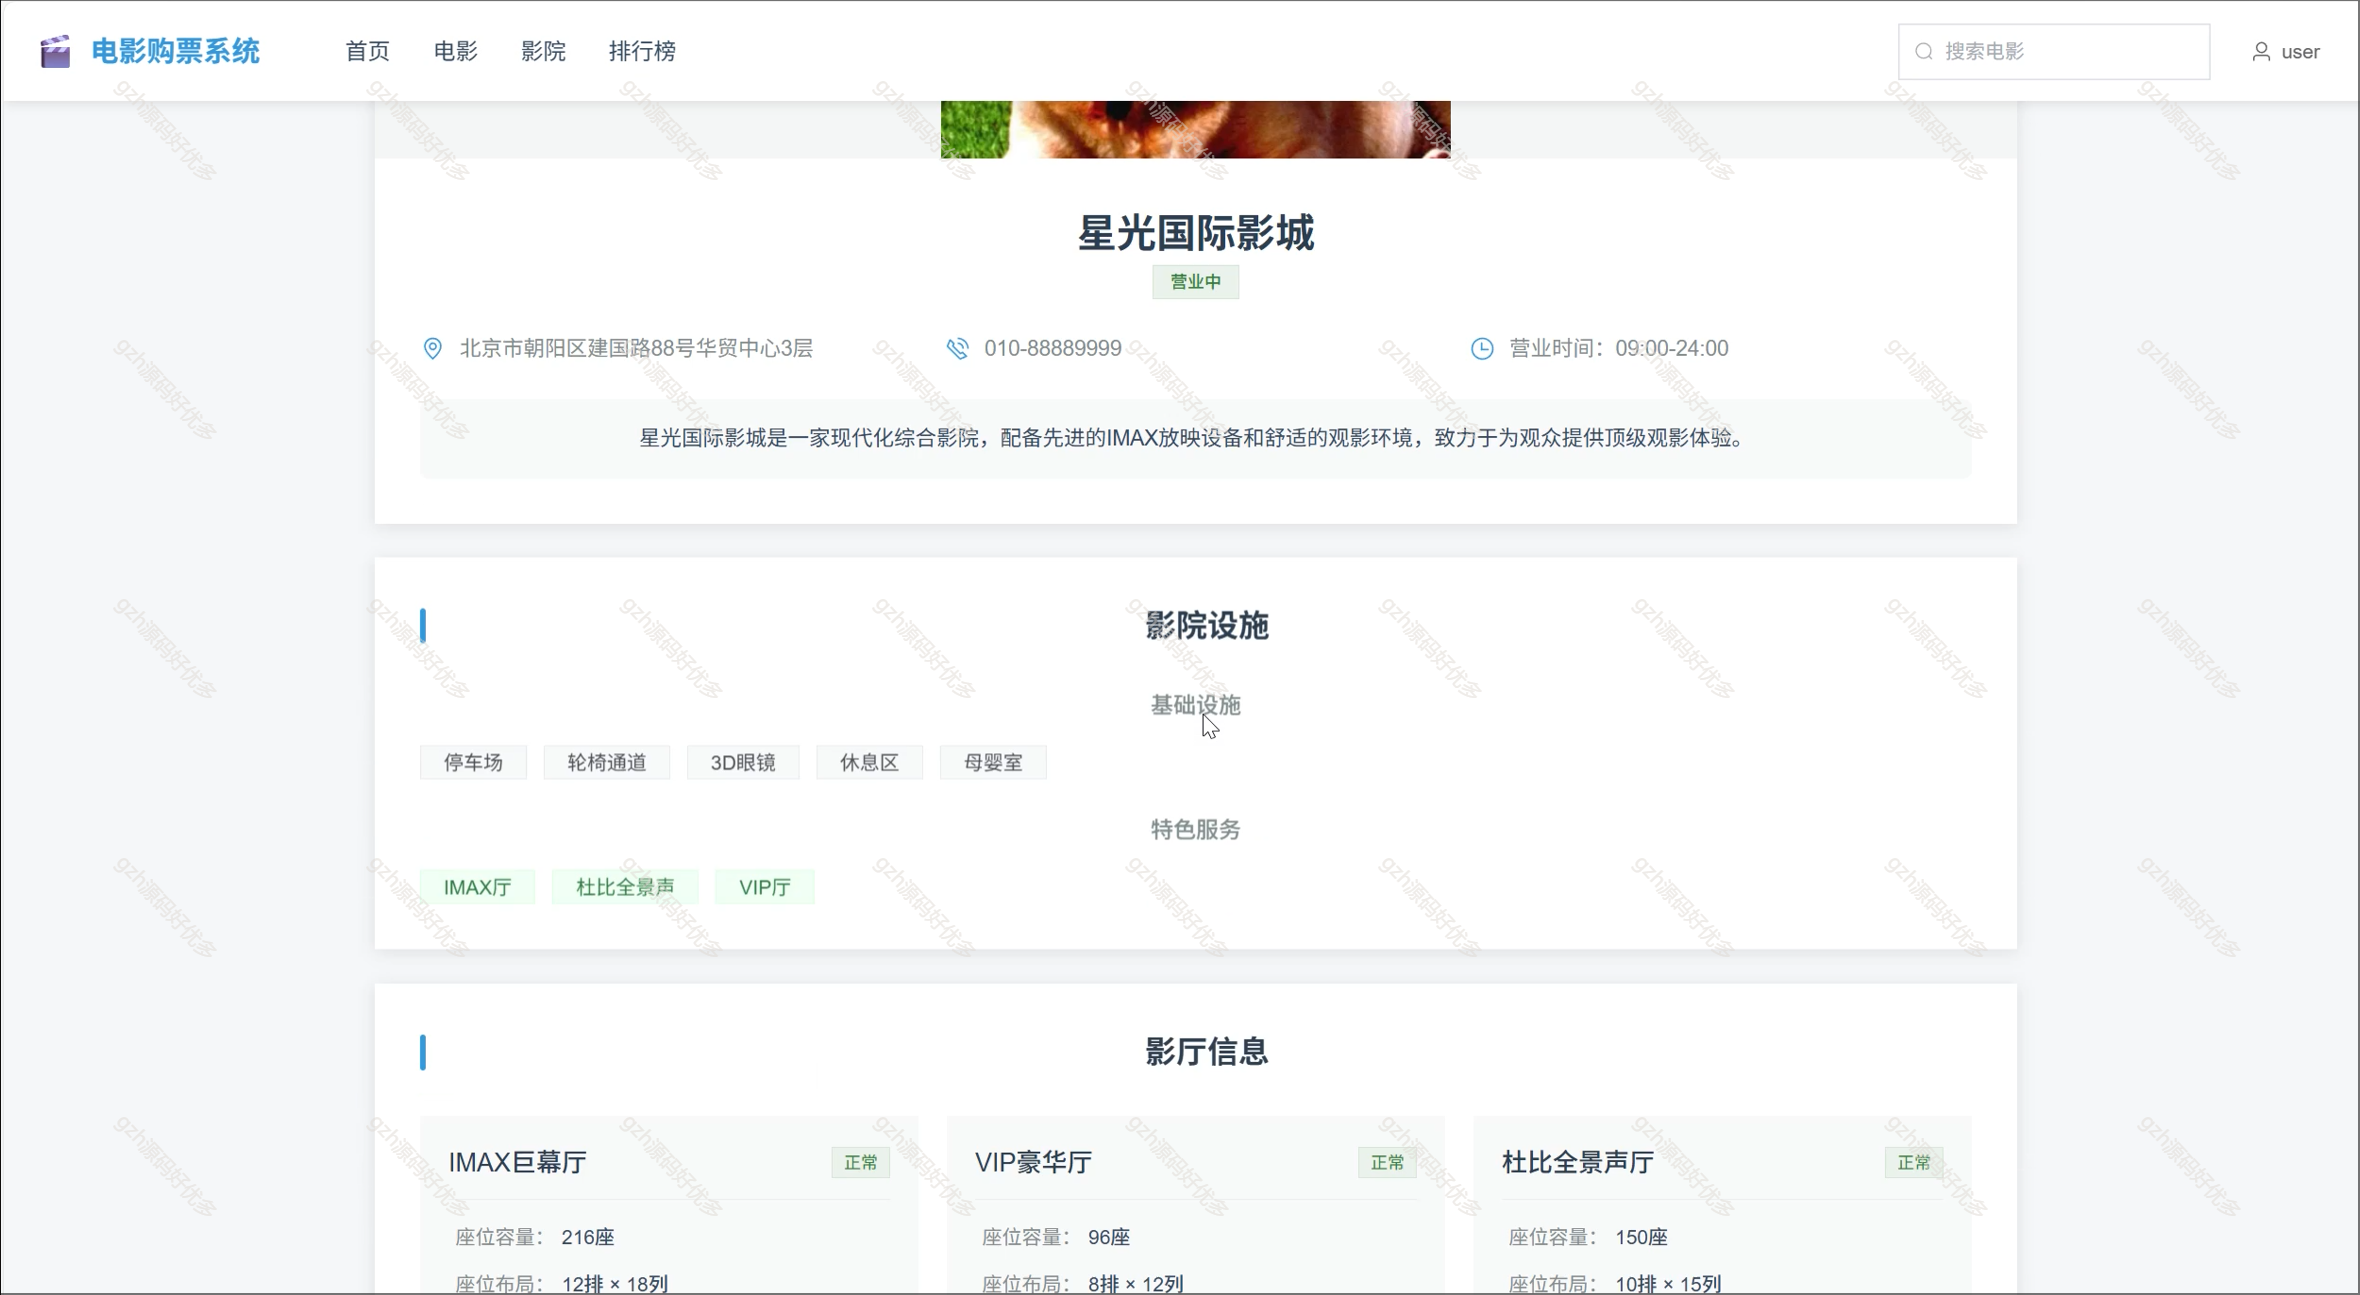 电影购票系统 首页 电影 影院 排行榜 搜索电影 user
星光国际影城
营业中
北京市朝阳区建国路88号华贸中心3层 010-88889999 营业时间：09:00-24:00
星光国际影城是一家现代化综合影院，配备先进的IMAX放映设备和舒适的观影环境，致力于为观众提供顶级观影体验。
影院设施
基础设施
停车场 轮椅通道 3D眼镜 休息区 母婴室
特色服务
IMAX厅 杜比全景声 VIP厅
影厅信息
IMAX巨幕厅 正常 VIP豪华厅 正常 杜比全景声厅 正常
座位容量： 216座 座位容量： 96座 座位容量： 150座
座位布局： 12排 × 18列 座位布局： 8排 × 12列 座位布局： 10排 × 15列
gzh源码好优多